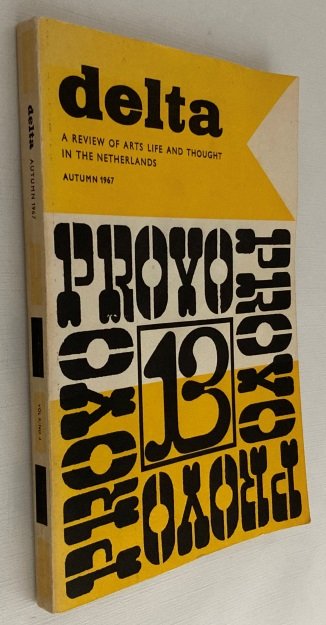 delta
A REVIEW OF ARTS LIFE AND THOUGHT
IN THE NETHERLANDS
AUTUMN 1967
PROVO
PROVO
PROVO
PROVO
13
delta
AUTUMN 1967